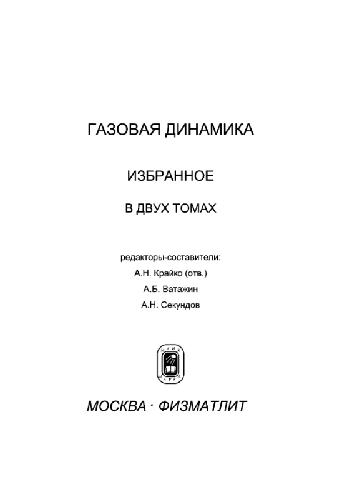 ГАЗОВАЯ ДИНАМИКА
ИЗБРАННОЕ
В ДВУХ ТОМАХ
редакторы-составители:
А.Н. Крайко (отв.)
А.Б. Ватажин
А.Н. Секундов
МОСКВА · ФИЗМАТЛИТ